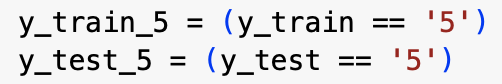 y_train_5 = (y_train == '5')
y_test_5 = (y_test == '5')